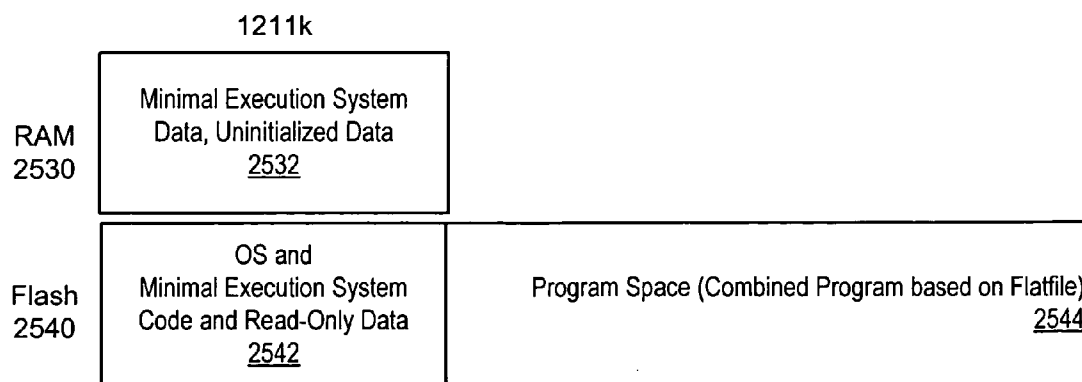 1211k
RAM
2530
Minimal Execution System
Data, Uninitialized Data
2532
Flash
2540
OS and
Minimal Execution System
Code and Read-Only Data
2542
Program Space (Combined Program based on Flatfile)
2544